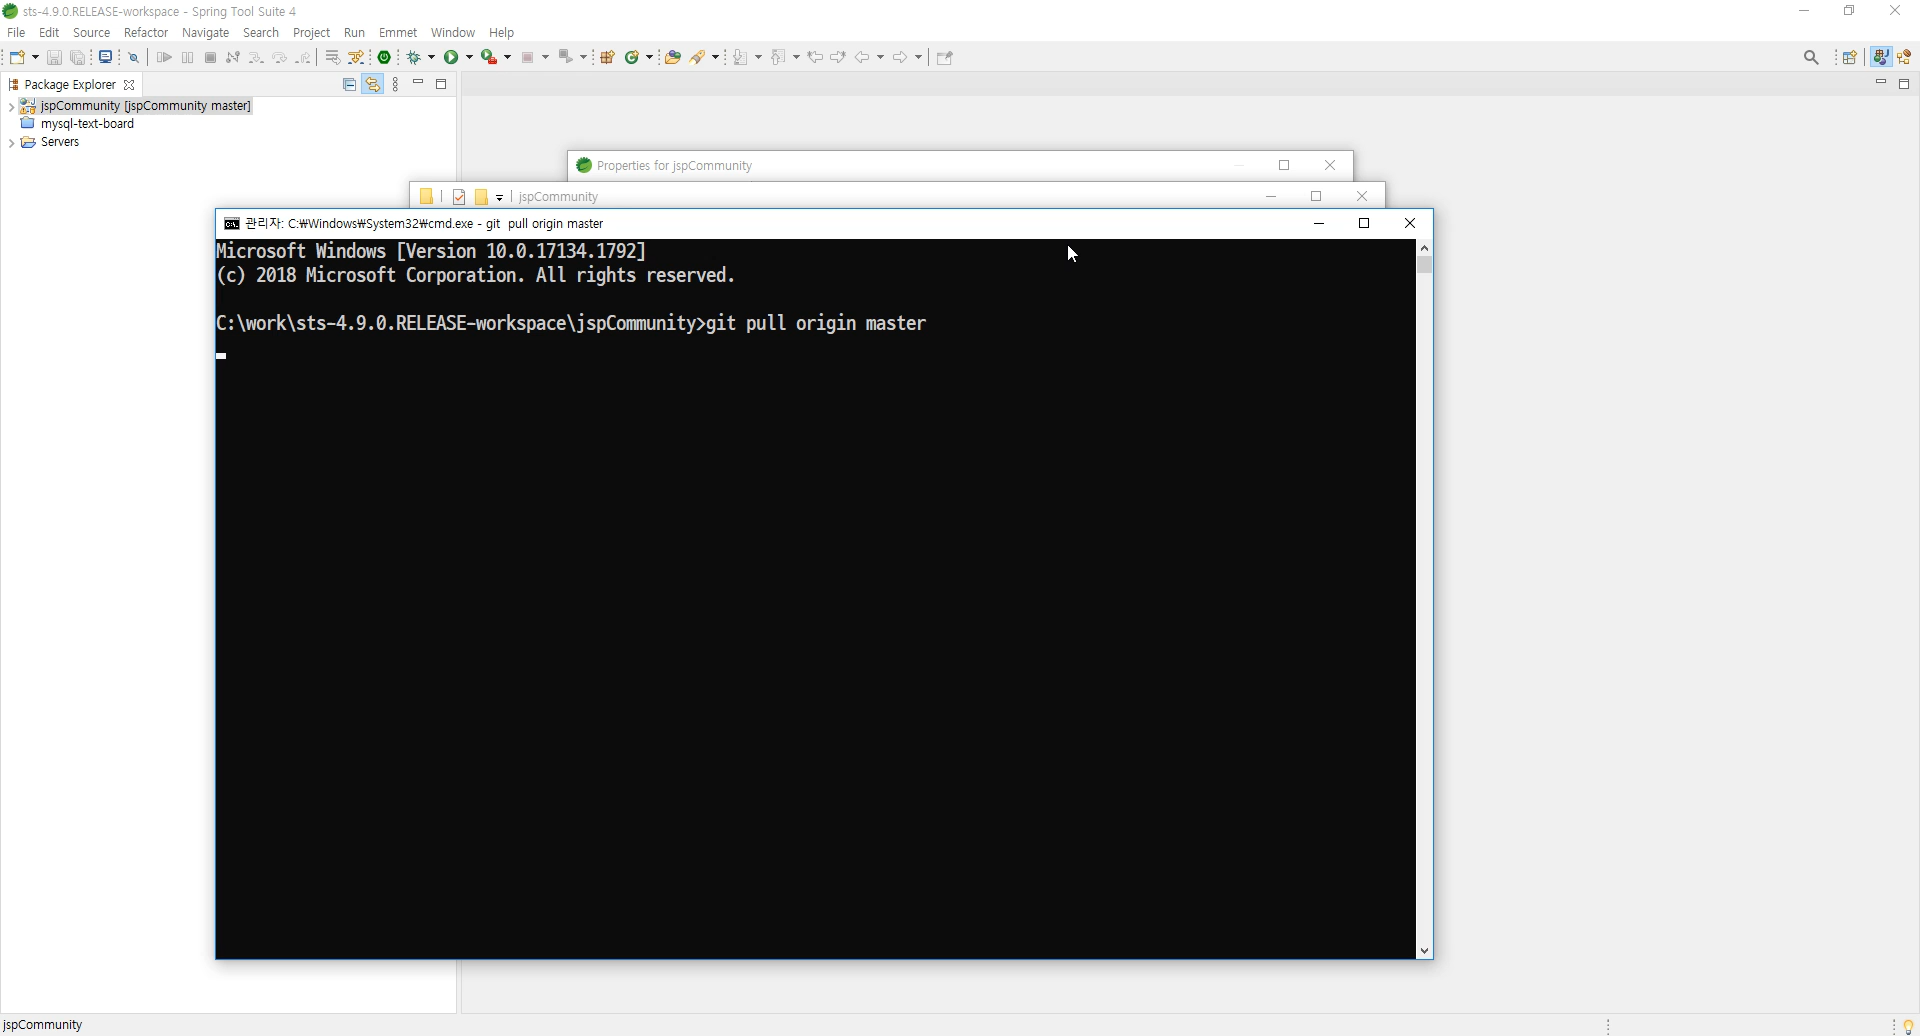 sts-4.9.0.RELEASE-workspace - Spring Tool Suite 4
File Edit Source Refactor Navigate Search Project Run Emmet Window Help
Package Explorer
jspCommunity [jspCommunity master]
mysql-text-board
Servers
Properties for jspCommunity
jspCommunity
관리자: C:₩Windows₩System32₩cmd.exe - git  pull origin master
Microsoft Windows [Version 10.0.17134.1792]
(c) 2018 Microsoft Corporation. All rights reserved.
C:\work\sts-4.9.0.RELEASE-workspace\jspCommunity>git pull origin master
jspCommunity